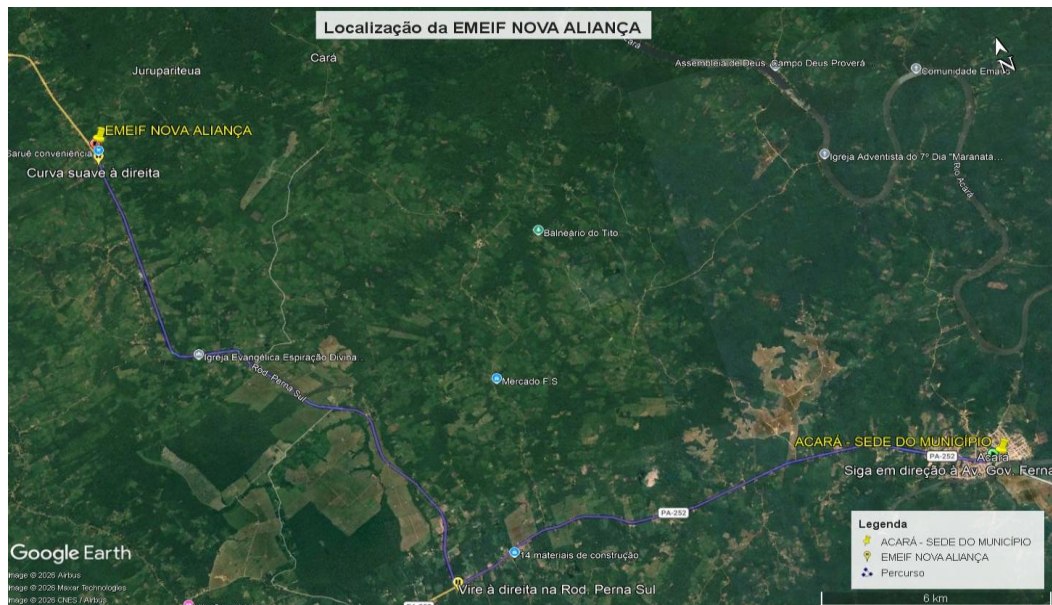 Localização da EMEIF NOVA ALIANÇA
Cará
Acará
N
Assembleia de Deus, Campo Deus Proverá
Comunidade Emaús
Jurupariteua
EMEIF NOVA ALIANÇA
Saruê conveniência
Curva suave à direita
Igreja Adventista do 7º Dia "Maranata...
Rio Acará
Balneário do Tito
Igreja Evangélica Espiração Divina...
Rod. Perna Sul
Mercado F.S
ACARÁ - SEDE DO MUNICÍPIO
PA-252
Acará
Siga em direção à Av. Gov. Ferna
PA-252
14 materiais de construção
Vire à direita na Rod. Perna Sul
Legenda
ACARÁ - SEDE DO MUNICÍPIO
EMEIF NOVA ALIANÇA
Percurso
6 km
Google Earth
Image © 2026 Airbus
Image © 2026 Maxar Technologies
Image © 2026 CNES / Airbus